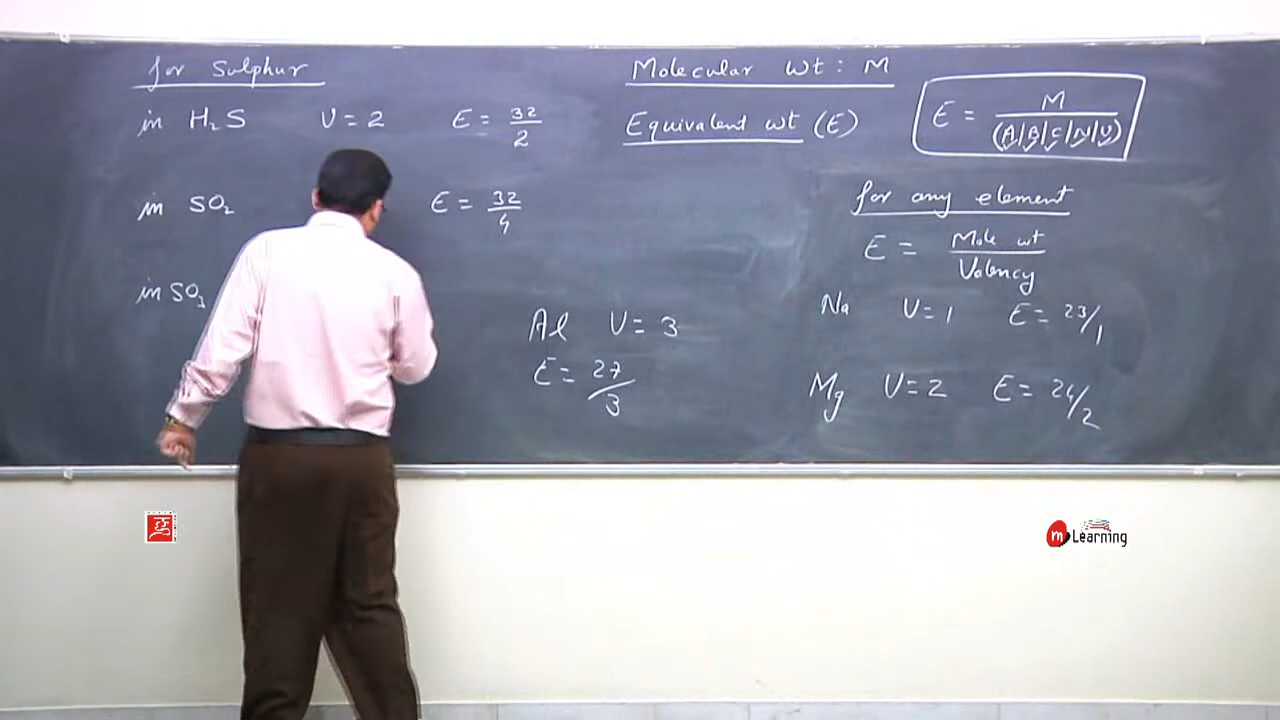 for Sulphur
in H₂S V = 2 E = 32/2
in SO₂ E = 32/4
in SO₃
Al V = 3
E = 27/3
Molecular wt : M
Equivalent wt (E)
E = M/(A|B|C|N|V)
for any element
E = Mole wt/Valency
Na V = 1 E = 23/1
Mg V = 2 E = 24/2
m Learning